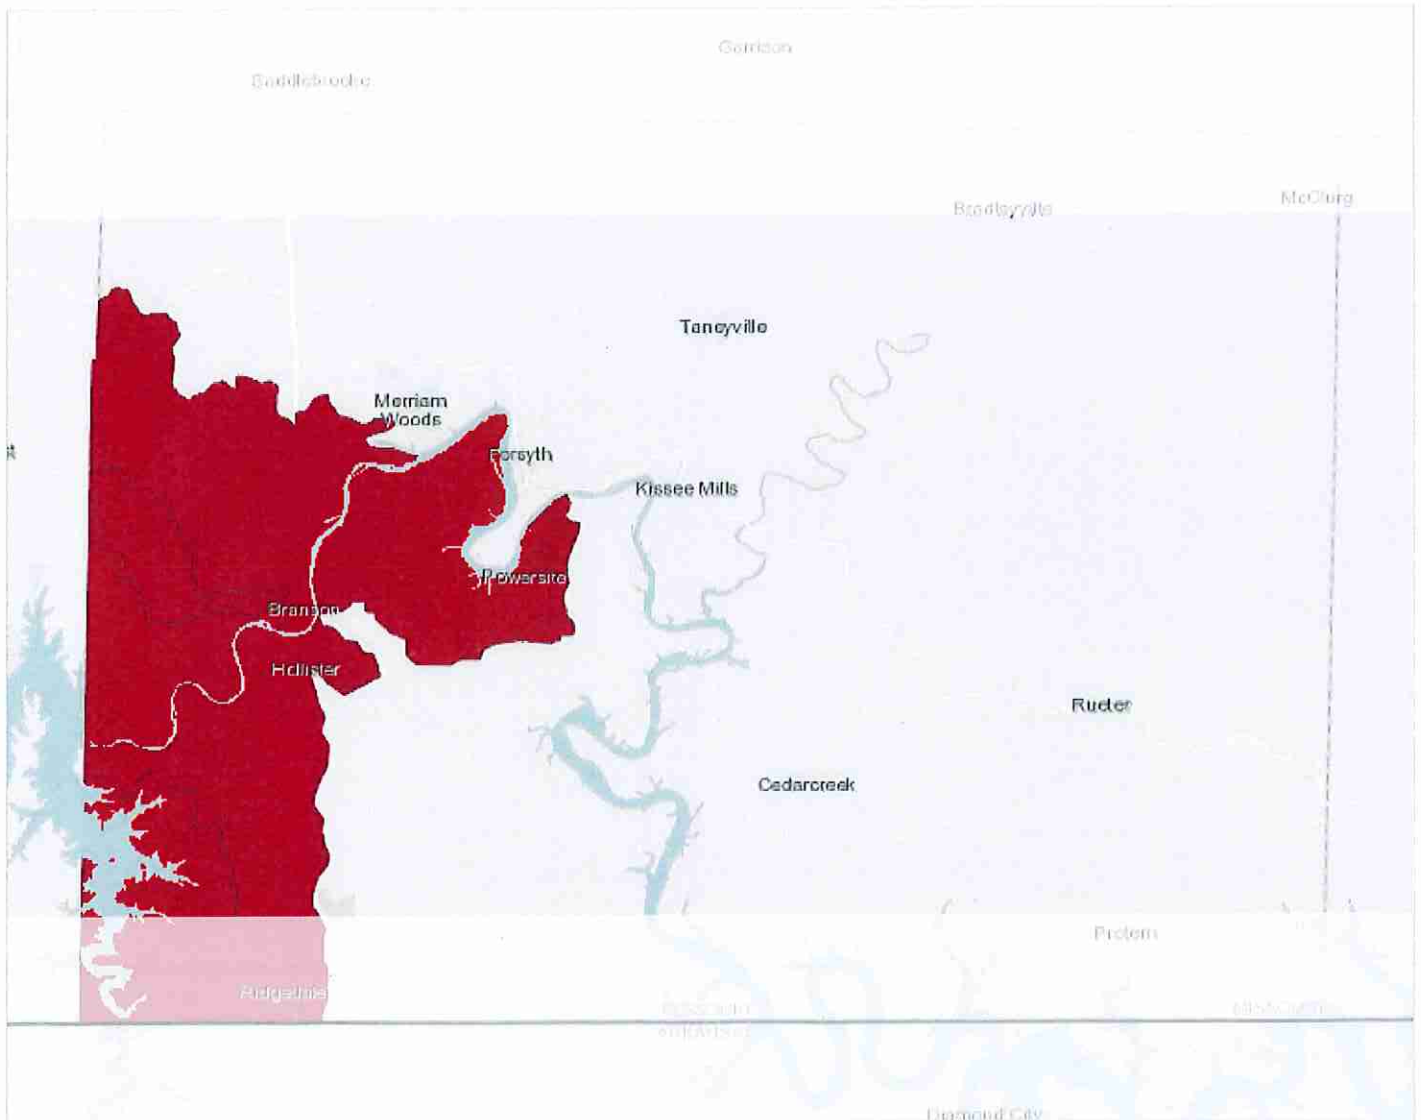 Garrison
Saddlebrooke
McClurg
Bradleyville
Taneyville
Merriam
Woods
Forsyth
Kissee Mills
Powersite
Branson
Hollister
Rueter
Cedarcreek
Protem
Ridgedale
Diamond City